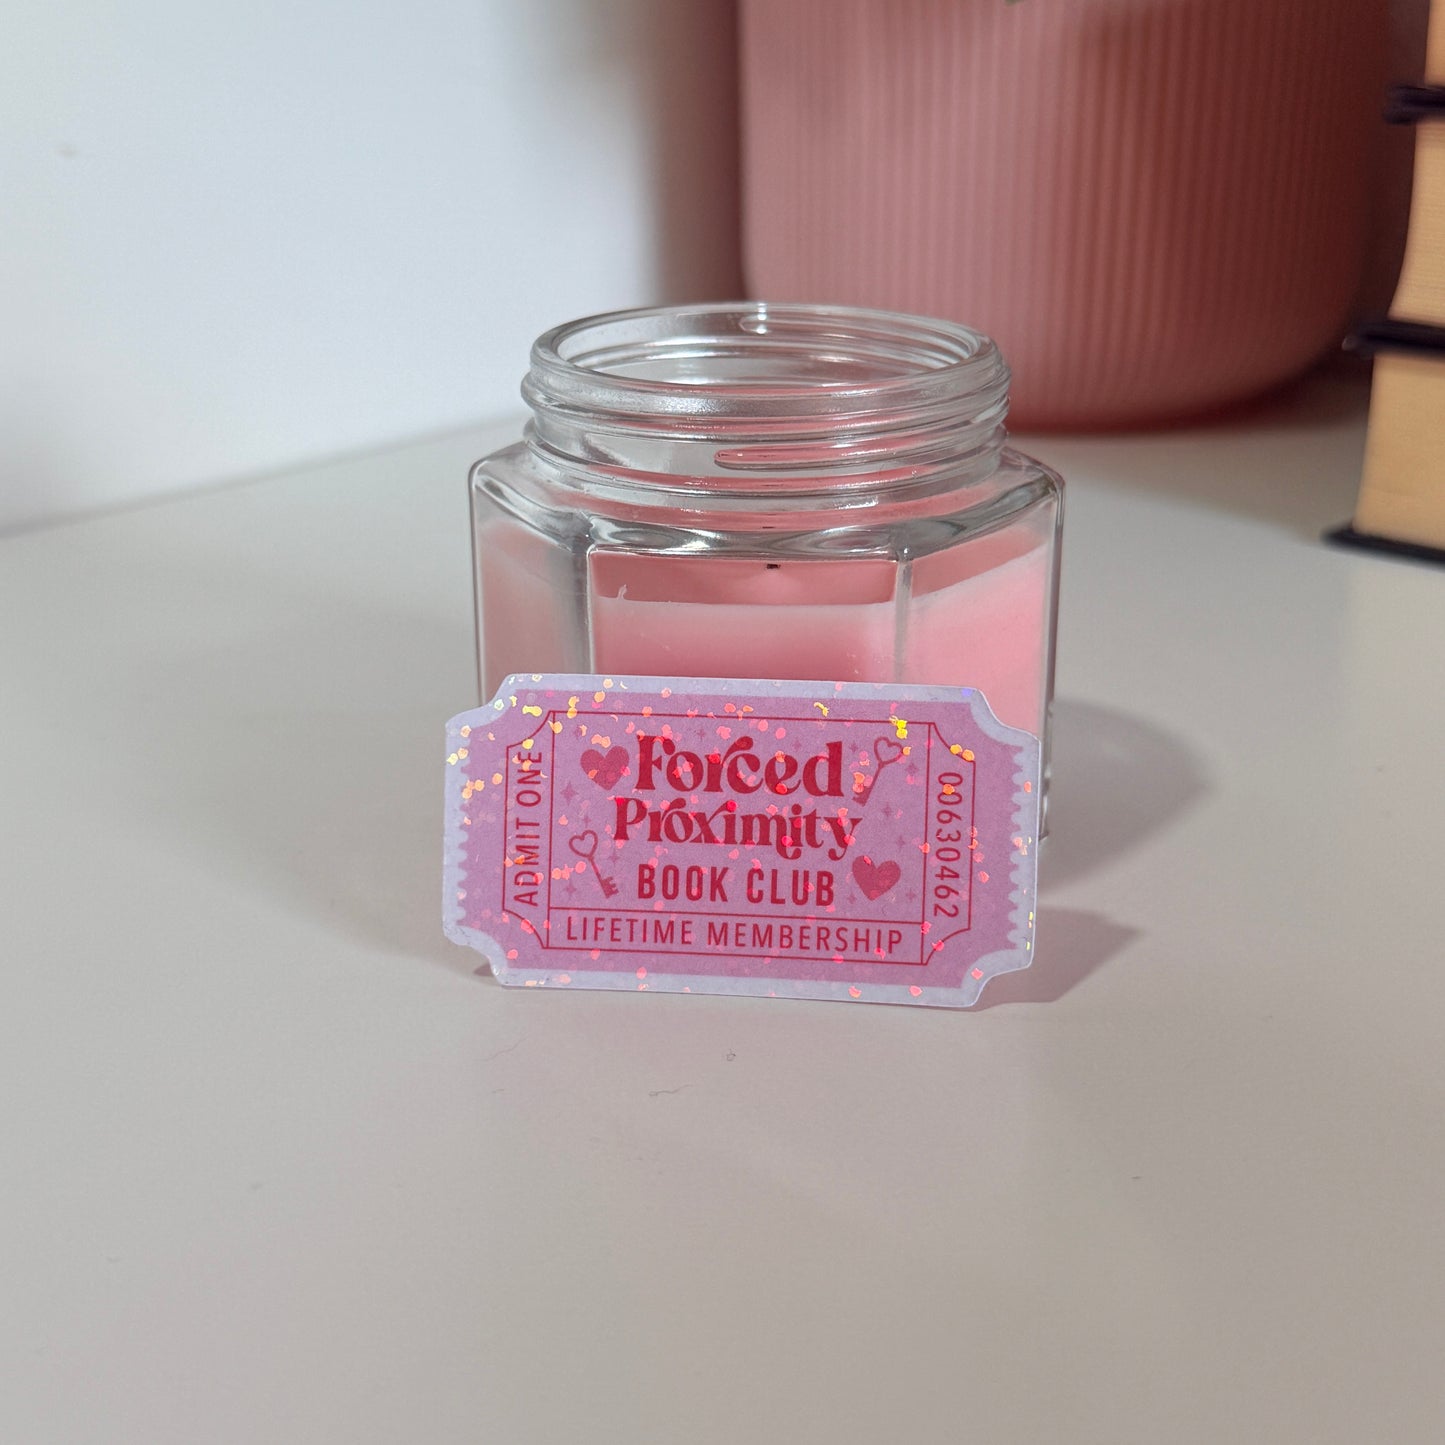 ADMIT ONE
Forced
Proximity
BOOK CLUB
LIFETIME MEMBERSHIP
00630462